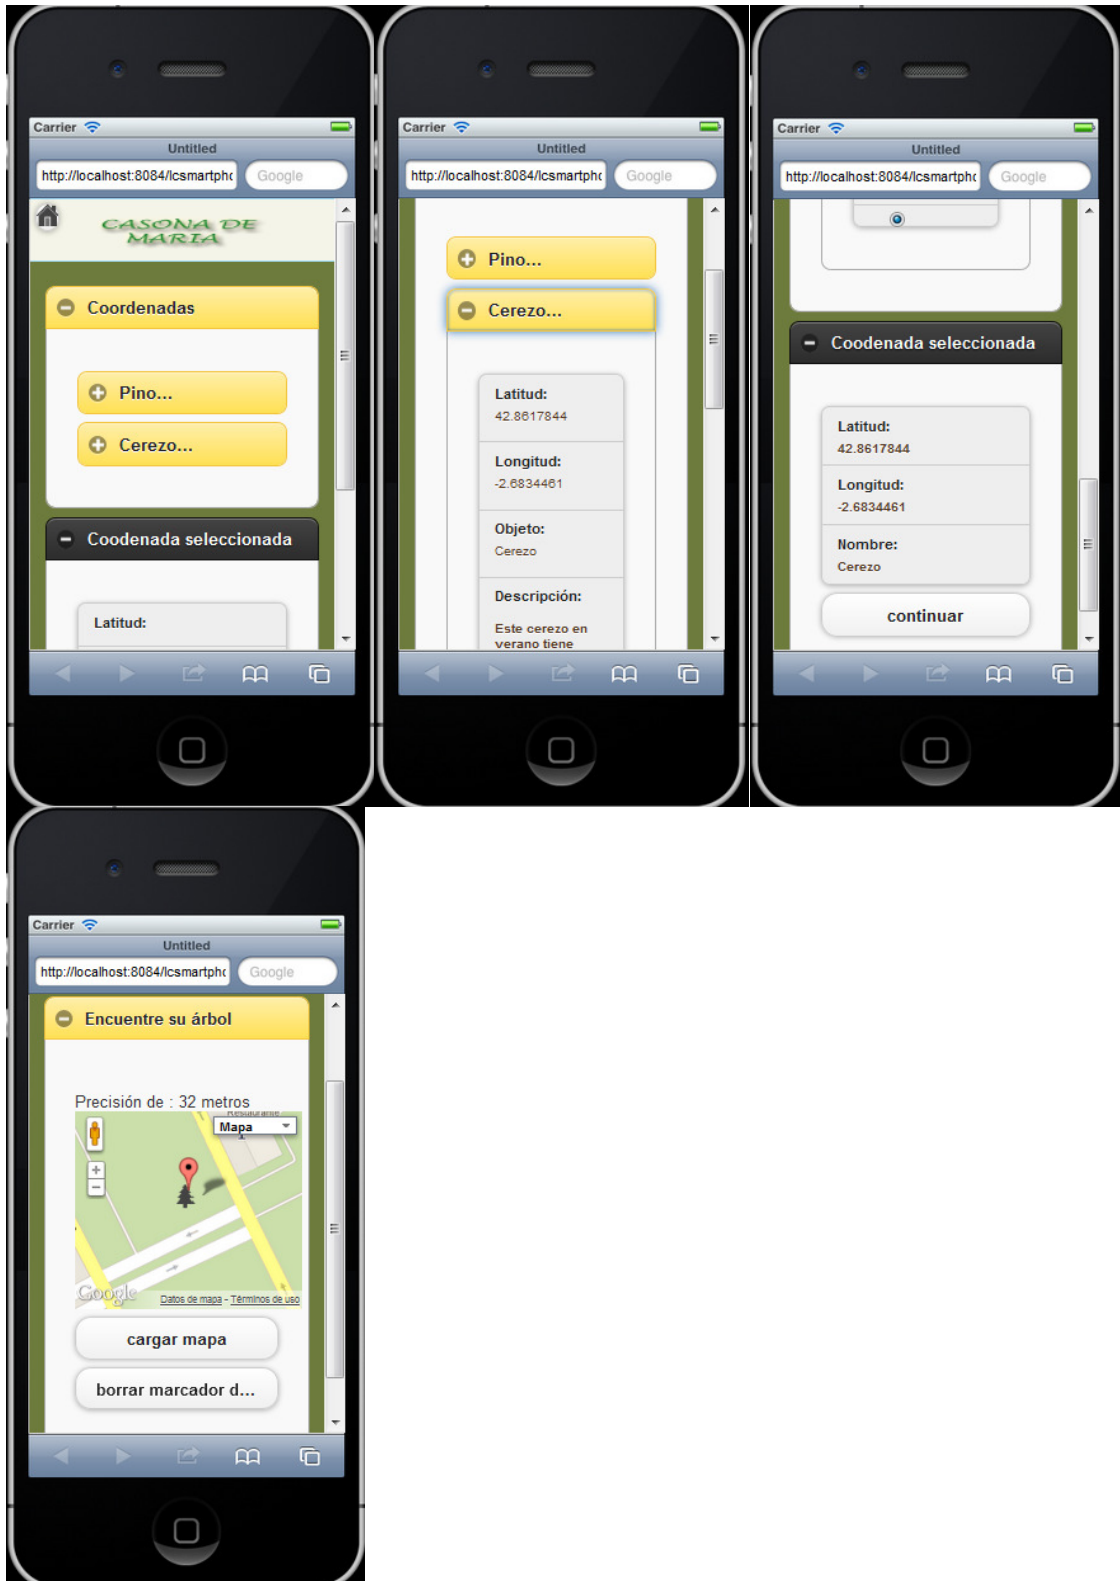 Carrier
Untitled
http://localhost:8084/lcsmartphc
Google
CASONA DE
MARIA
Coordenadas
Pino...
Cerezo...
Coodenada seleccionada
Latitud:
Carrier
Untitled
http://localhost:8084/lcsmartphc
Google
Pino...
Cerezo...
Latitud:
42.8617844
Longitud:
-2.6834461
Objeto:
Cerezo
Descripción:
Este cerezo en
verano tiene
Carrier
Untitled
http://localhost:8084/lcsmartphc
Google
Coodenada seleccionada
Latitud:
42.8617844
Longitud:
-2.6834461
Nombre:
Cerezo
continuar
Carrier
Untitled
http://localhost:8084/lcsmartphc
Google
Encuentre su árbol
Precisión de : 32 metros
Restaurante
Mapa
Google
Datos de mapa - Términos de uso
cargar mapa
borrar marcador d...